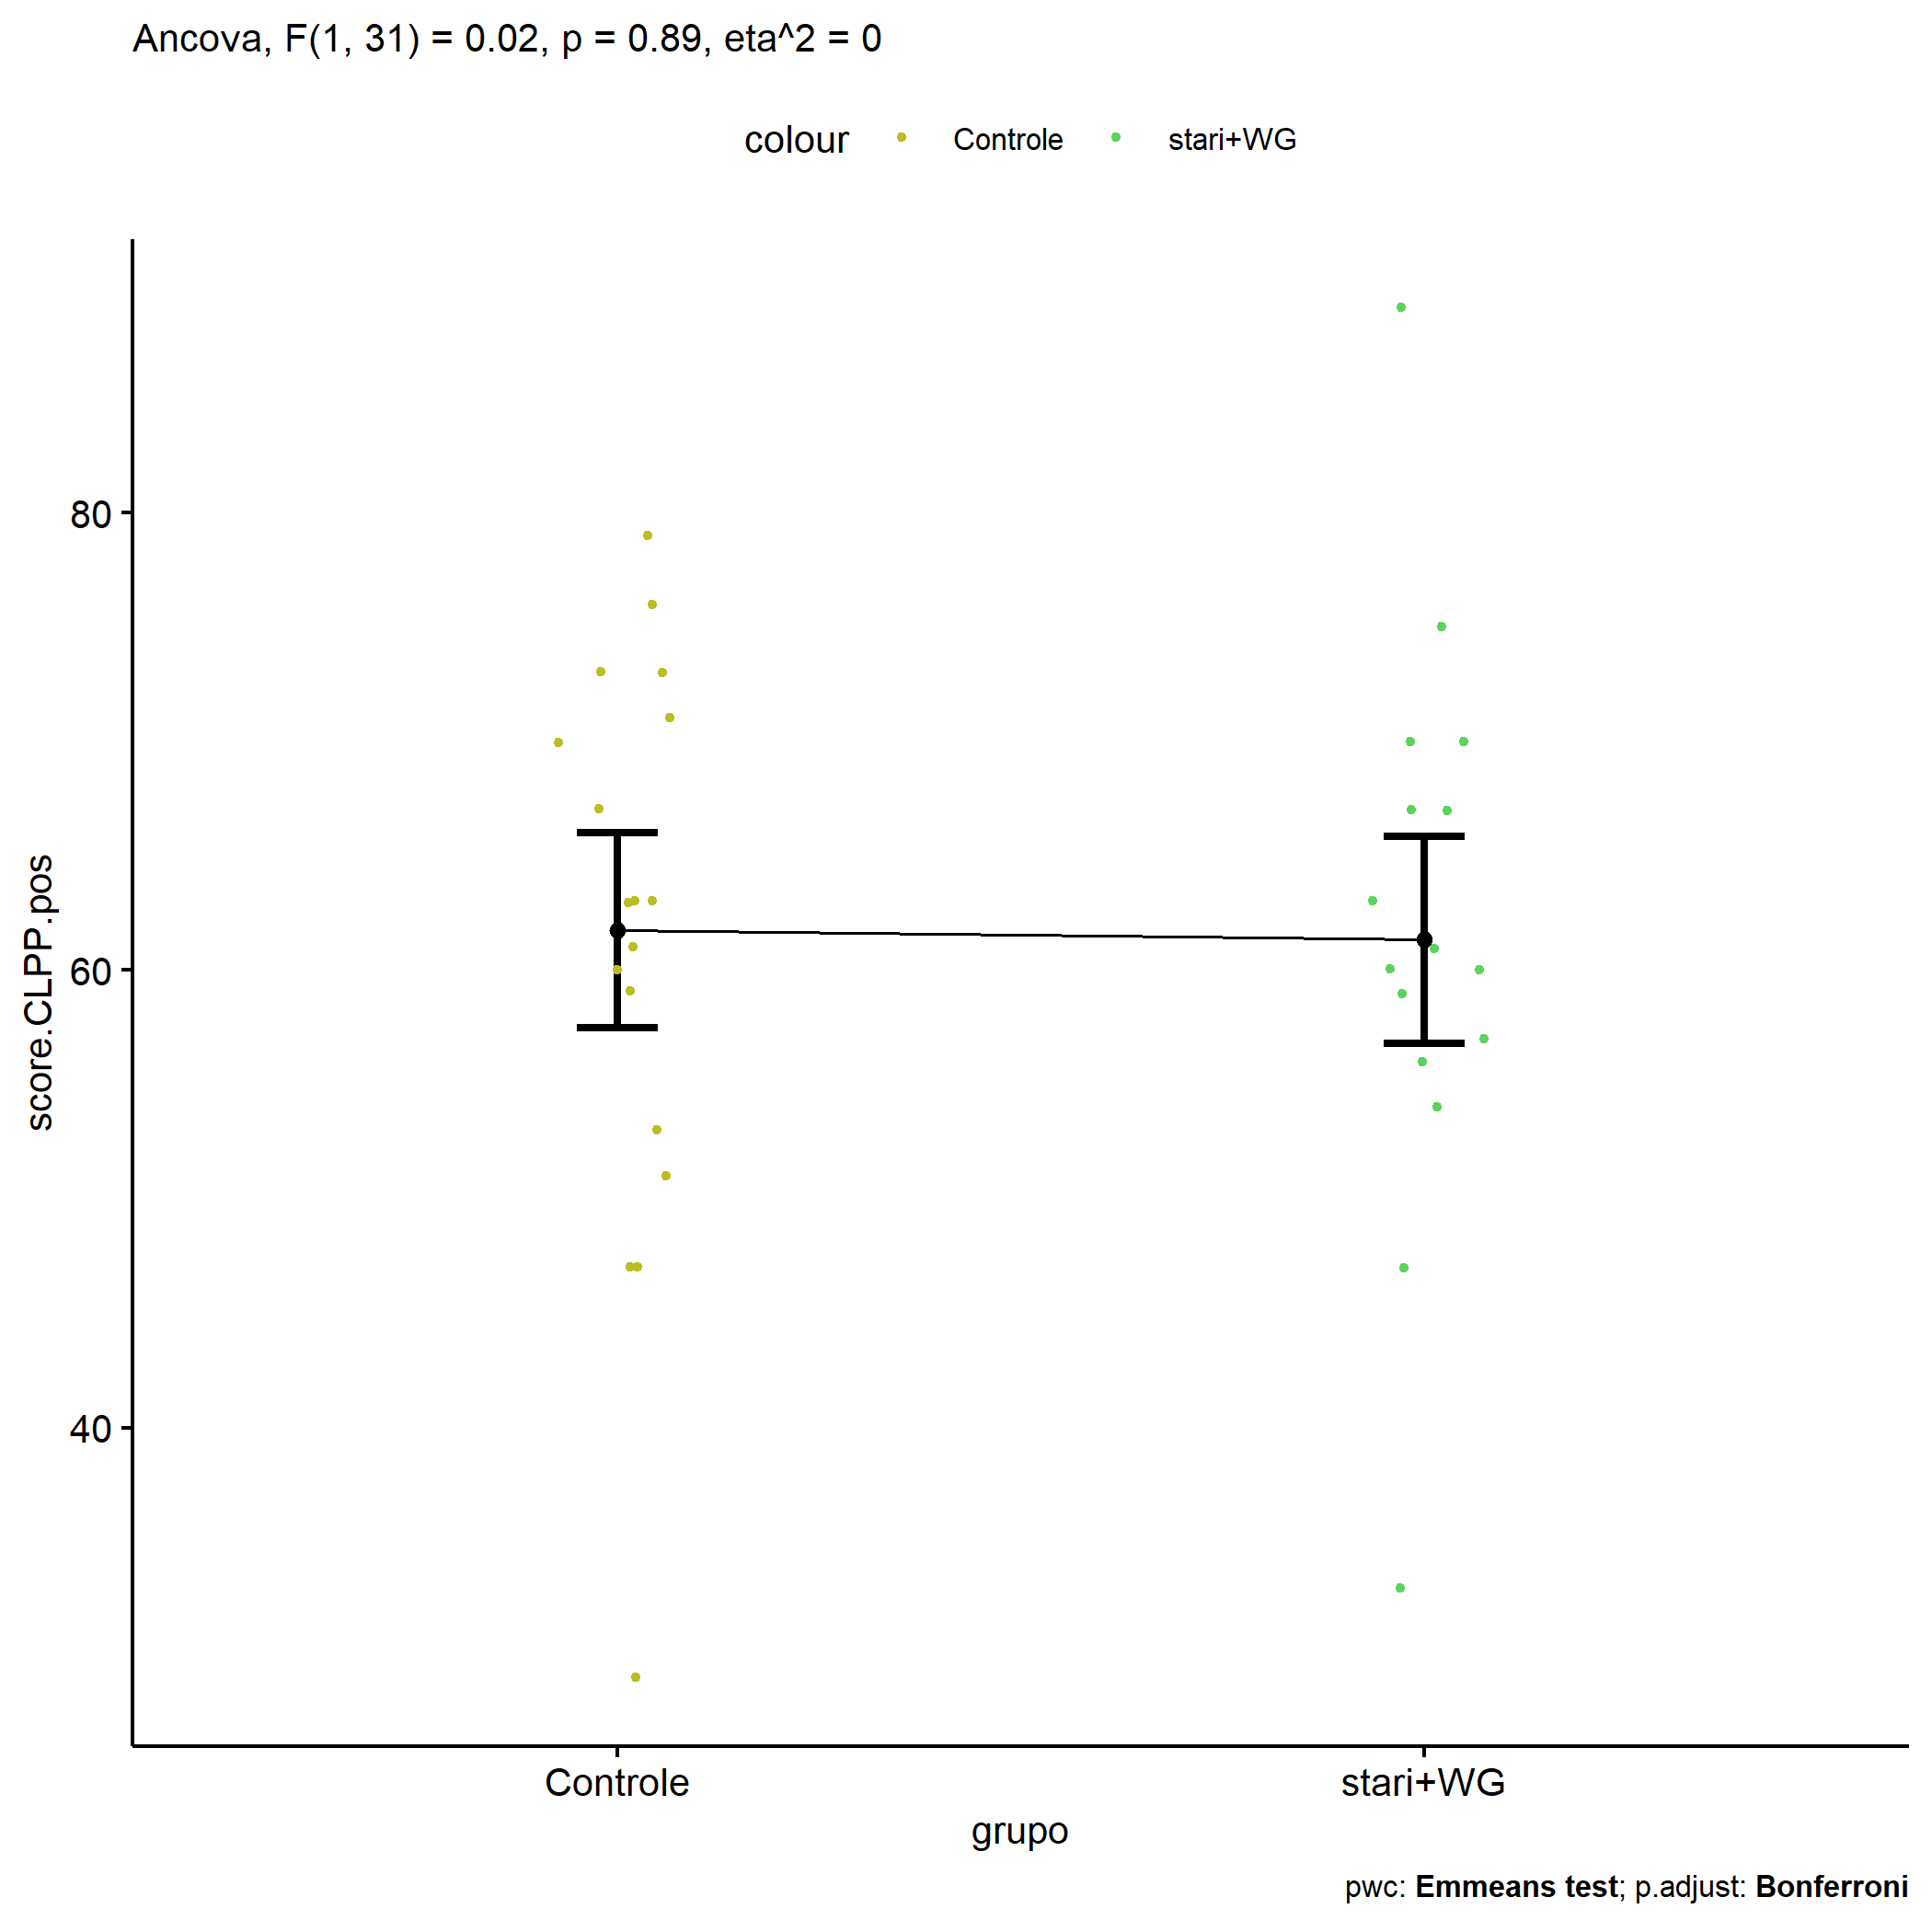 Ancova, F(1, 31) = 0.02, p = 0.89, eta^2 = 0
colour Controle stari+WG
score.CLPP.pos
80
60
40
Controle stari+WG
grupo
pwc: Emmeans test; p.adjust: Bonferroni